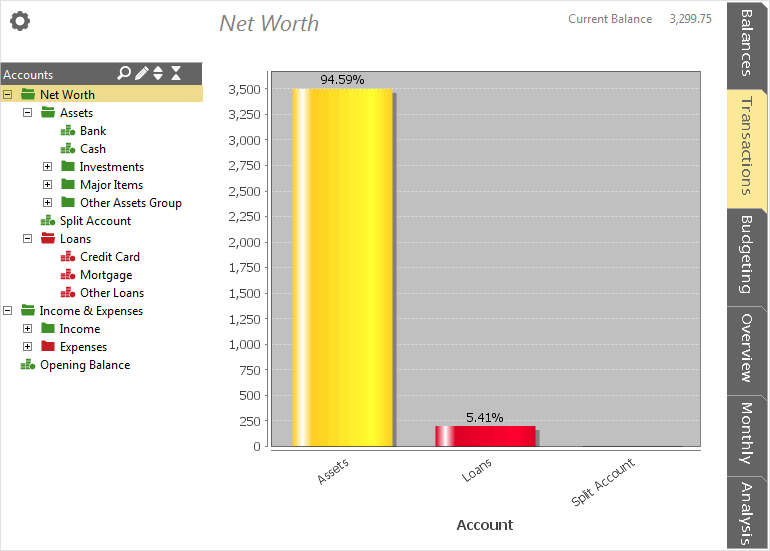 Net Worth
Current Balance 3,299.75
Accounts
Net Worth
Assets
Bank
Cash
Investments
Major Items
Other Assets Group
Split Account
Loans
Credit Card
Mortgage
Other Loans
Income & Expenses
Income
Expenses
Opening Balance
94.59%
3,500
3,250
3,000
2,750
2,500
2,250
2,000
1,750
1,500
1,250
1,000
750
500
250
0
5.41%
Assets
Loans
Split Account
Account
Balances
Transactions
Budgeting
Overview
Monthly
Analysis